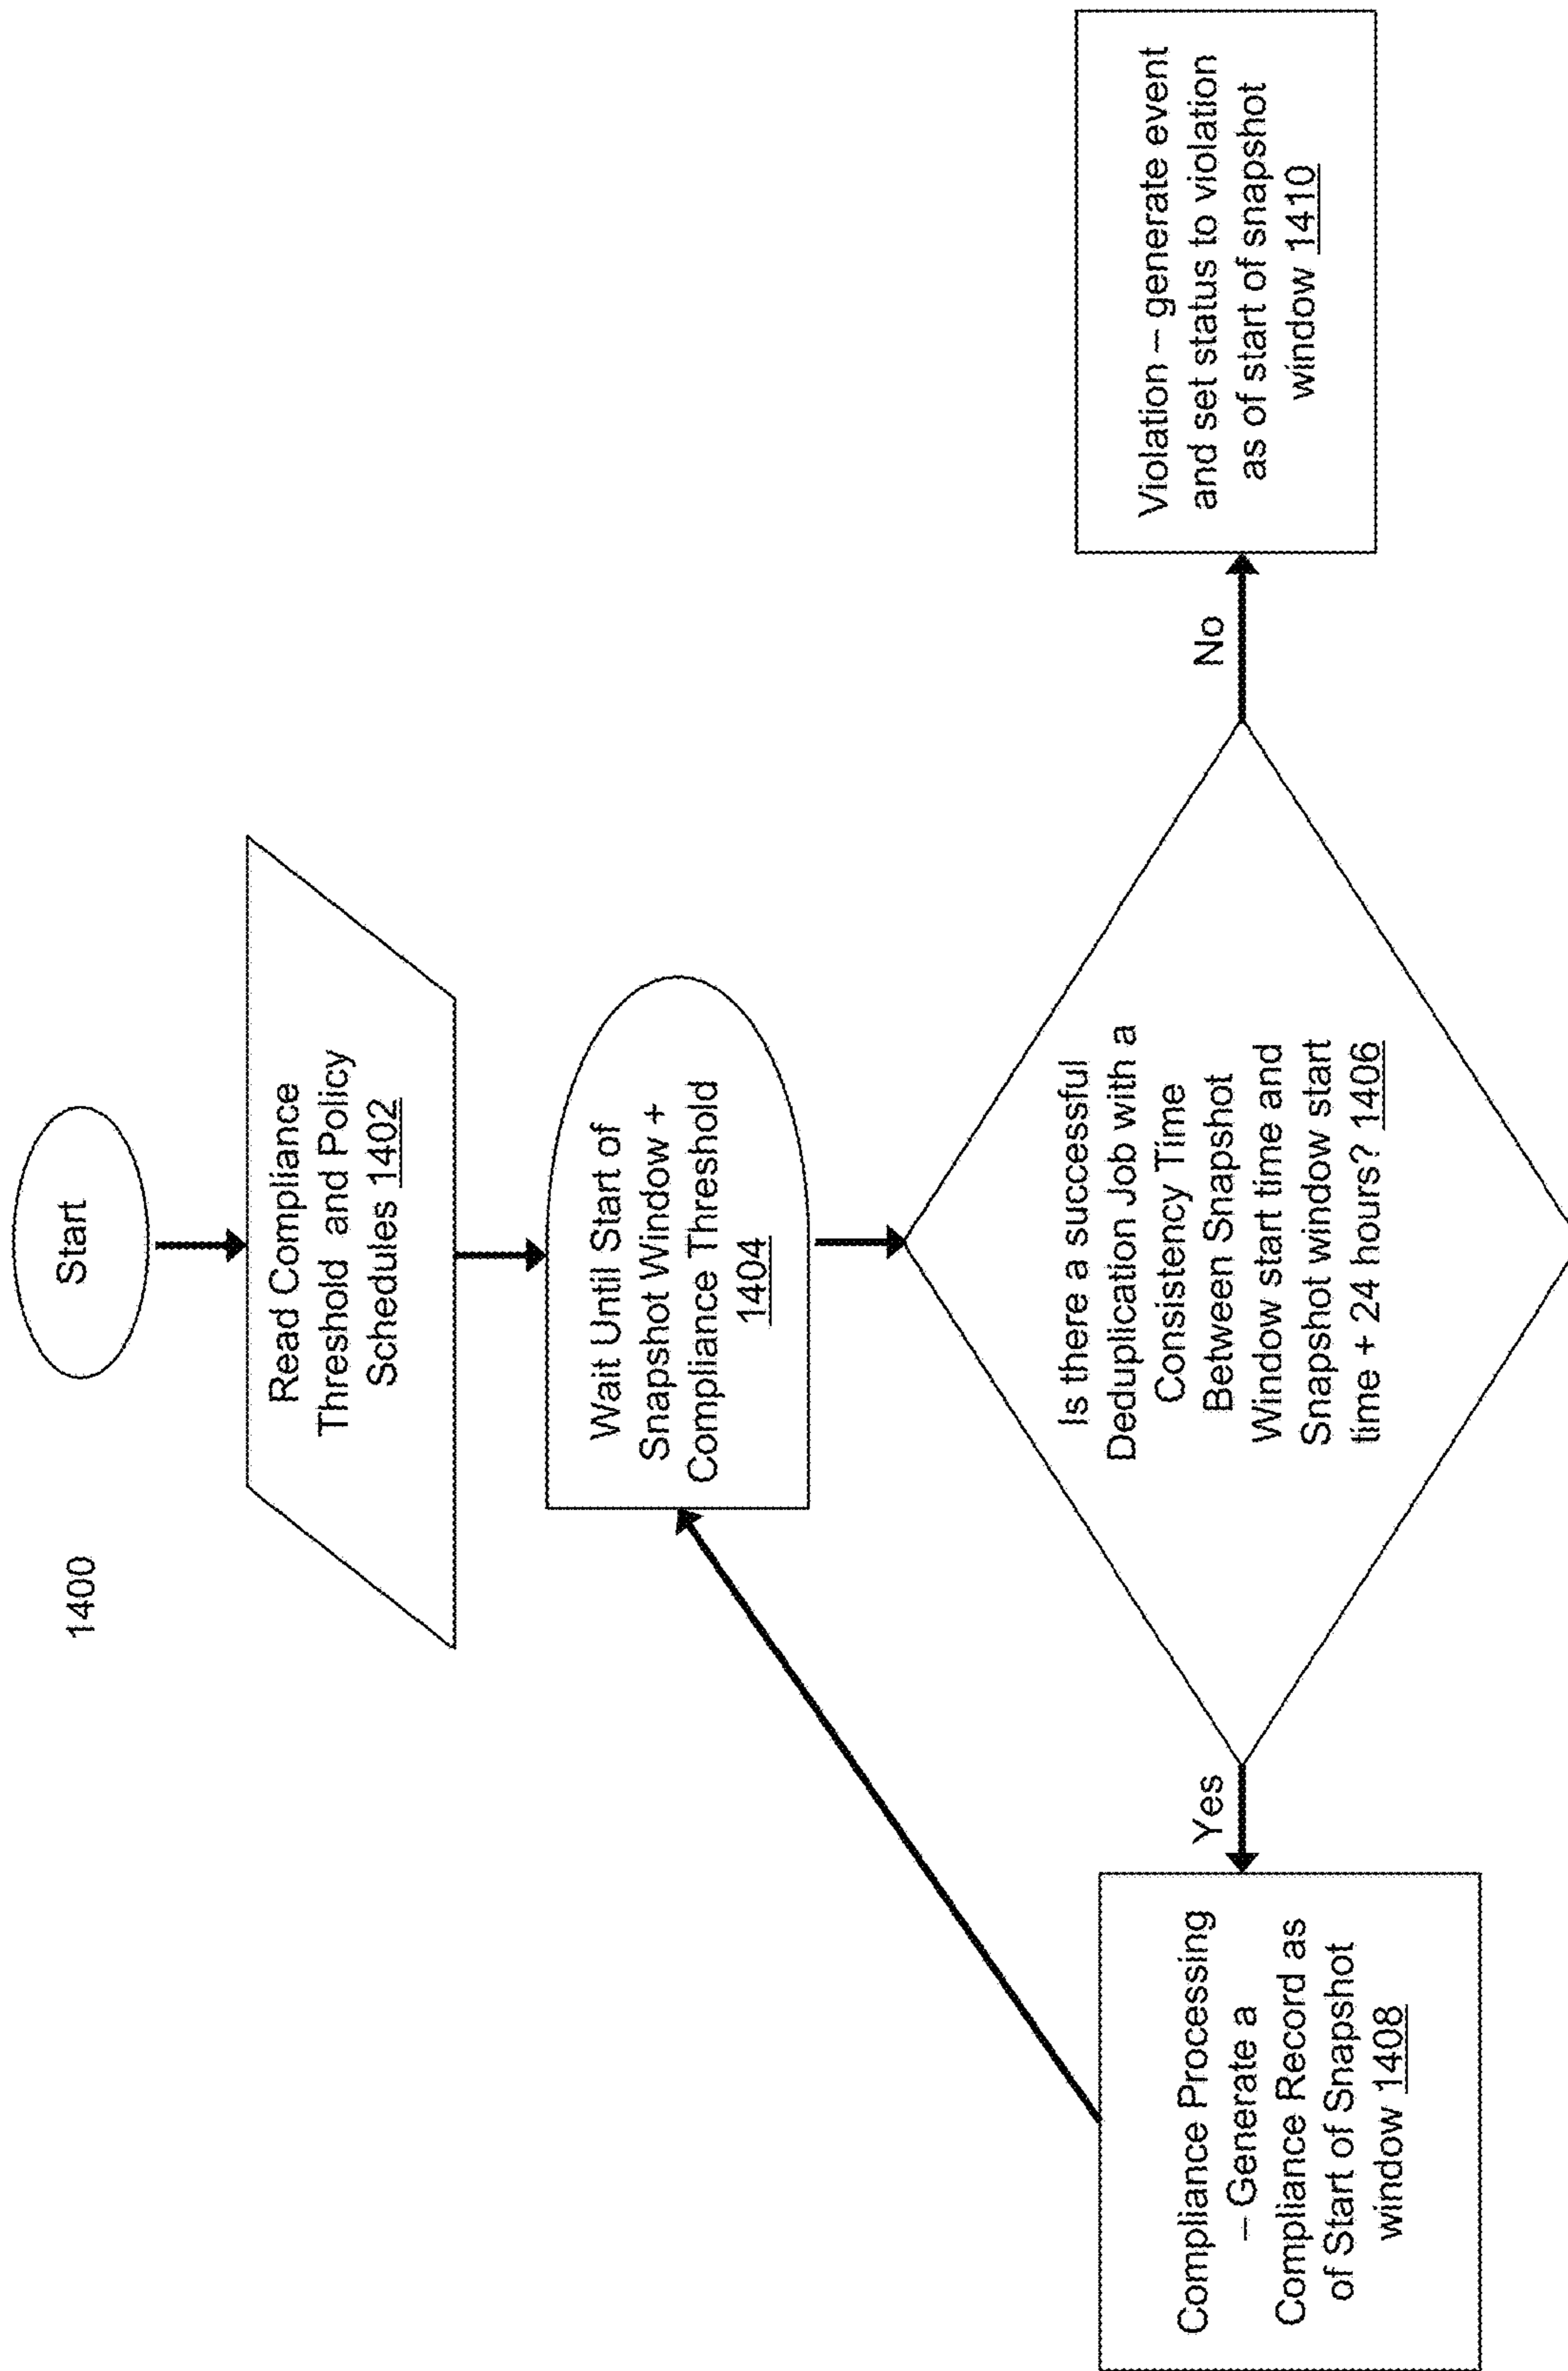 1400
Start
Read Compliance
Threshold and Policy
Schedules 1402
Wait Until Start of
Snapshot Window +
Compliance Threshold
1404
Is there a successful
Deduplication Job with a
Consistency Time
Between Snapshot
Window start time and
Snapshot window start
time + 24 hours? 1406
Yes
No
Compliance Processing
– Generate a
Compliance Record as
of Start of Snapshot
window 1408
Violation – generate event
and set status to violation
as of start of snapshot
window 1410